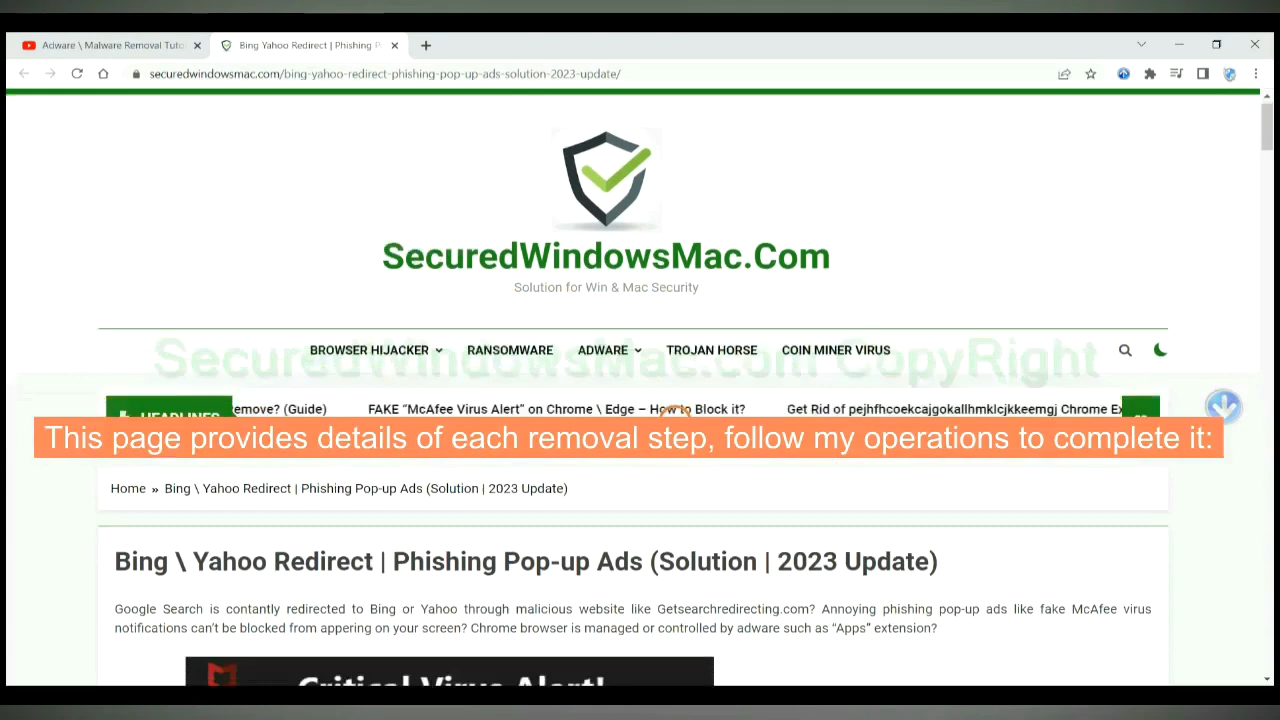 Adware \ Malware Removal Tuto
Bing Yahoo Redirect | Phishing P
securedwindowsmac.com/bing-yahoo-redirect-phishing-pop-up-ads-solution-2023-update/
SecuredWindowsMac.Com
Solution for Win & Mac Security
BROWSER HIJACKER RANSOMWARE ADWARE TROJAN HORSE COIN MINER VIRUS
SecuredWindowsMac.com CopyRight
HEADLINES emove? (Guide) FAKE “McAfee Virus Alert” on Chrome \ Edge – How to Block it? Get Rid of pejhfhcoekcajgokallhmklcjkkeemgj Chrome Ex
This page provides details of each removal step, follow my operations to complete it:
Home » Bing \ Yahoo Redirect | Phishing Pop-up Ads (Solution | 2023 Update)
Bing \ Yahoo Redirect | Phishing Pop-up Ads (Solution | 2023 Update)
Google Search is contantly redirected to Bing or Yahoo through malicious website like Getsearchredirecting.com? Annoying phishing pop-up ads like fake McAfee virus
notifications can’t be blocked from appering on your screen? Chrome browser is managed or controlled by adware such as “Apps” extension?
Critical Virus Alert!